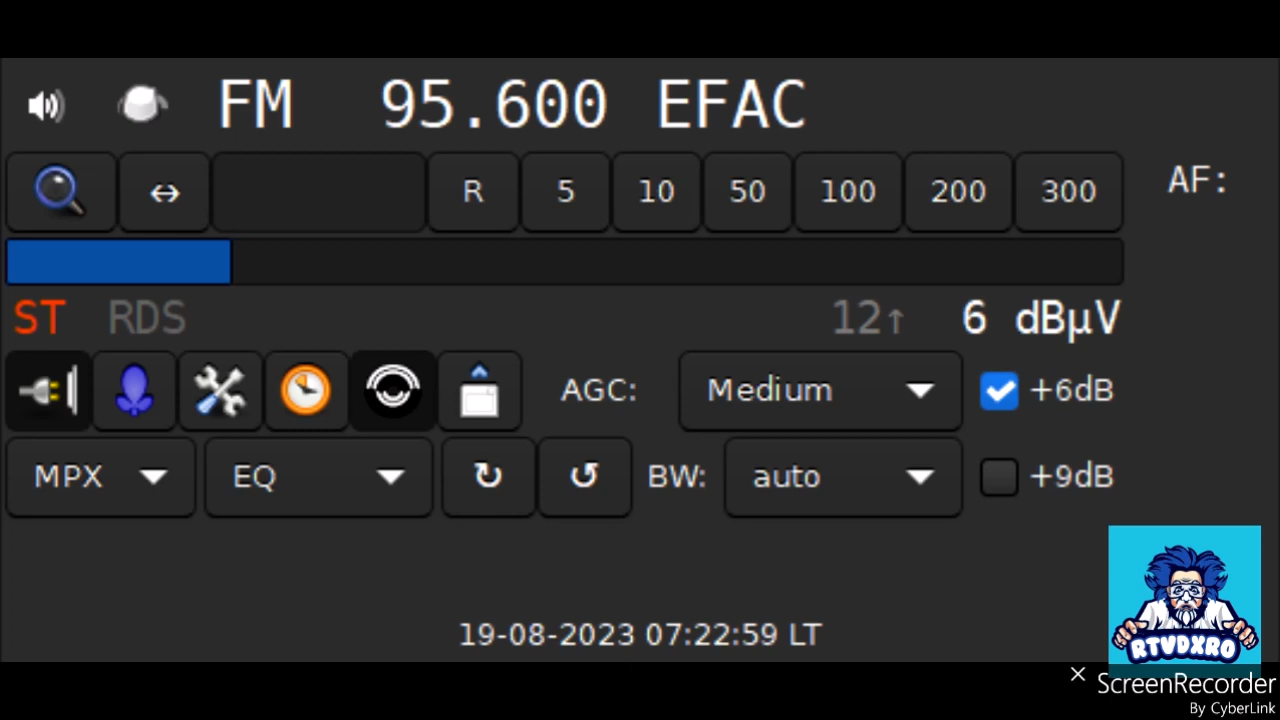 FM 95.600 EFAC
R 5 10 50 100 200 300 AF:
ST RDS 12↑ 6 dBµV
AGC: Medium +6dB
MPX EQ BW: auto +9dB
19-08-2023 07:22:59 LT
RTVDXRO
ScreenRecorder
By CyberLink